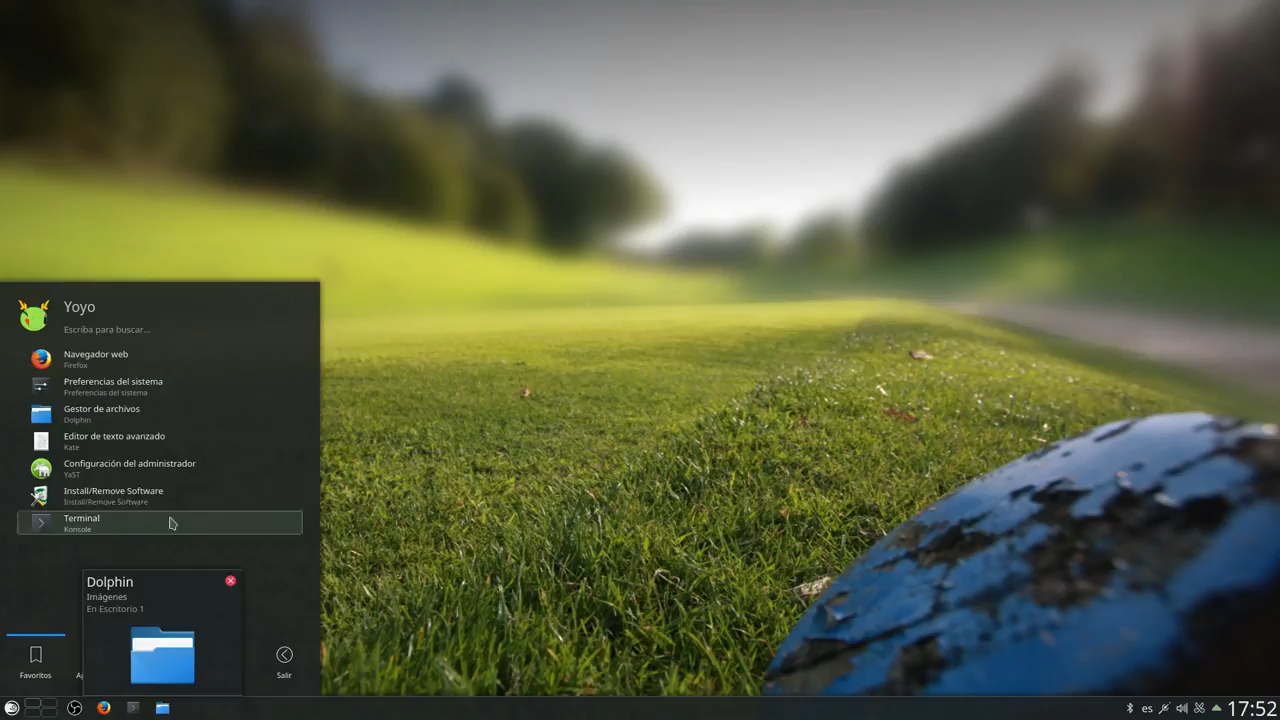 Yoyo
Escriba para buscar...
Navegador web
Firefox
Preferencias del sistema
Preferencias del sistema
Gestor de archivos
Dolphin
Editor de texto avanzado
Kate
Configuración del administrador
YaST
Install/Remove Software
Install/Remove Software
Terminal
Konsole
Dolphin
Imágenes
En Escritorio 1
Favoritos
Salir
es
17:52